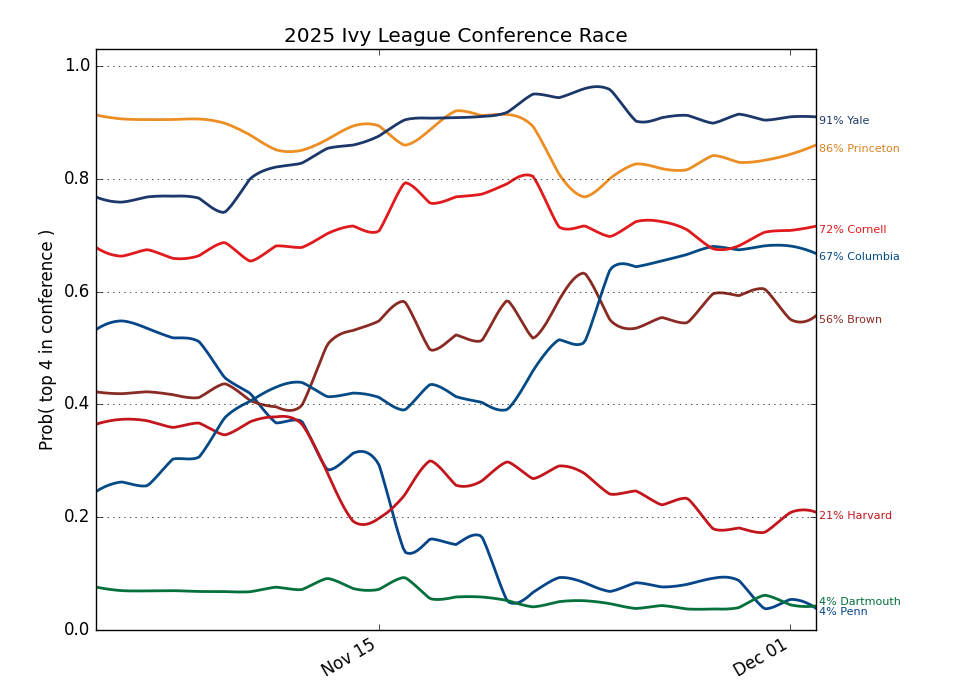 2025 Ivy League Conference Race
Prob( top 4 in conference )
1.0
0.8
0.6
0.4
0.2
0.0
Nov 15
Dec 01
91% Yale
86% Princeton
72% Cornell
67% Columbia
56% Brown
21% Harvard
4% Dartmouth
4% Penn